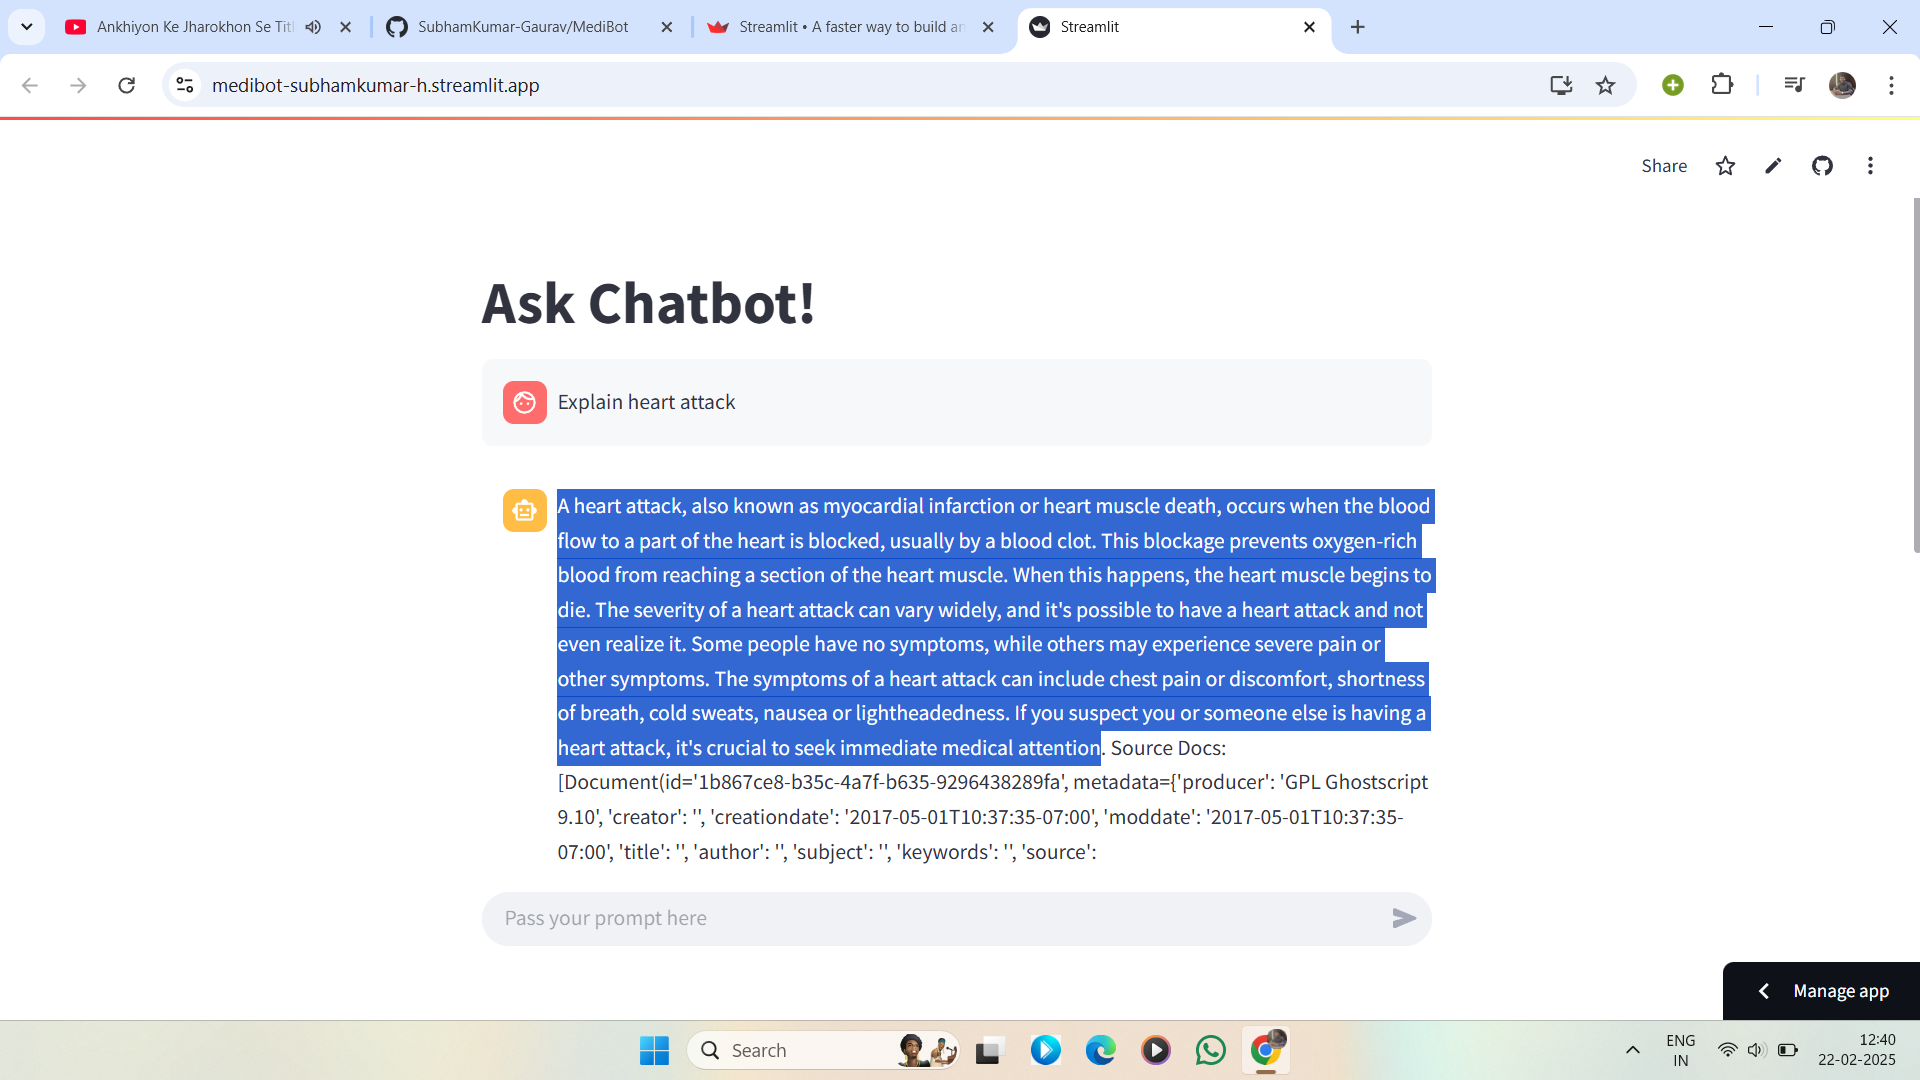 Ankhiyon Ke Jharokhon Se Titl
SubhamKumar-Gaurav/MediBot
Streamlit • A faster way to build an
Streamlit
medibot-subhamkumar-h.streamlit.app
Share
Ask Chatbot!
Explain heart attack
A heart attack, also known as myocardial infarction or heart muscle death, occurs when the blood
flow to a part of the heart is blocked, usually by a blood clot. This blockage prevents oxygen-rich
blood from reaching a section of the heart muscle. When this happens, the heart muscle begins to
die. The severity of a heart attack can vary widely, and it's possible to have a heart attack and not
even realize it. Some people have no symptoms, while others may experience severe pain or
other symptoms. The symptoms of a heart attack can include chest pain or discomfort, shortness
of breath, cold sweats, nausea or lightheadedness. If you suspect you or someone else is having a
heart attack, it's crucial to seek immediate medical attention. Source Docs:
[Document(id='1b867ce8-b35c-4a7f-b635-9296438289fa', metadata={'producer': 'GPL Ghostscript
9.10', 'creator': '', 'creationdate': '2017-05-01T10:37:35-07:00', 'moddate': '2017-05-01T10:37:35-
07:00', 'title': '', 'author': '', 'subject': '', 'keywords': '', 'source':
Pass your prompt here
Manage app
Search
ENG
IN
12:40
22-02-2025